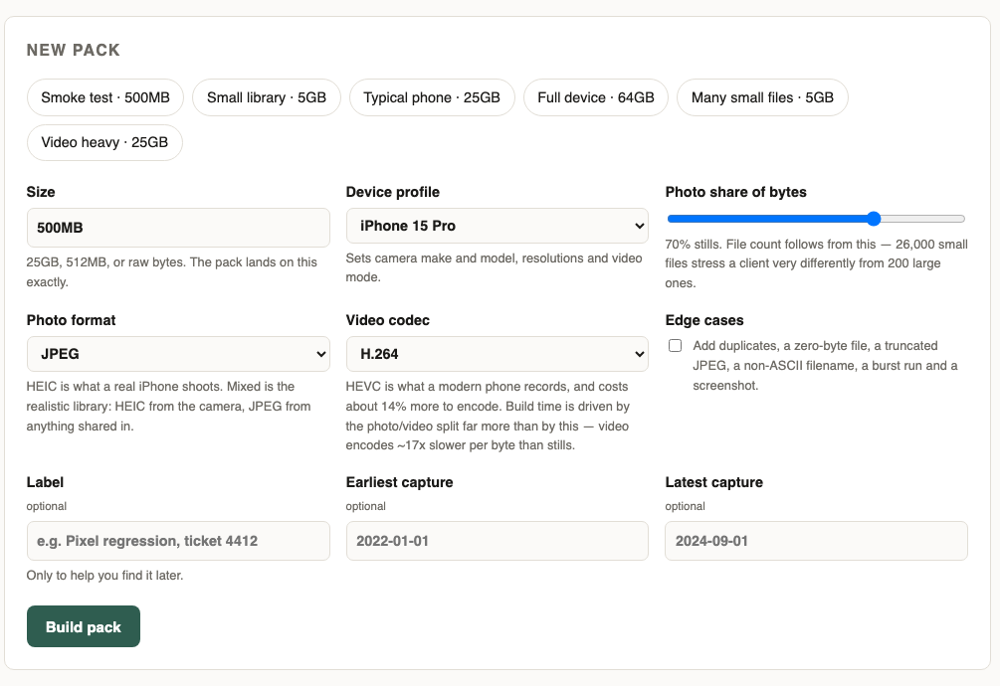 NEW PACK
Smoke test · 500MB
Small library · 5GB
Typical phone · 25GB
Full device · 64GB
Many small files · 5GB
Video heavy · 25GB
Size
500MB
25GB, 512MB, or raw bytes. The pack lands on this
exactly.
Device profile
iPhone 15 Pro
Sets camera make and model, resolutions and video
mode.
Photo share of bytes
70% stills. File count follows from this — 26,000 small
files stress a client very differently from 200 large
ones.
Photo format
JPEG
HEIC is what a real iPhone shoots. Mixed is the
realistic library: HEIC from the camera, JPEG from
anything shared in.
Video codec
H.264
HEVC is what a modern phone records, and costs
about 14% more to encode. Build time is driven by
the photo/video split far more than by this — video
encodes ~17x slower per byte than stills.
Edge cases
Add duplicates, a zero-byte file, a truncated
JPEG, a non-ASCII filename, a burst run and a
screenshot.
Label
optional
e.g. Pixel regression, ticket 4412
Only to help you find it later.
Earliest capture
optional
2022-01-01
Latest capture
optional
2024-09-01
Build pack